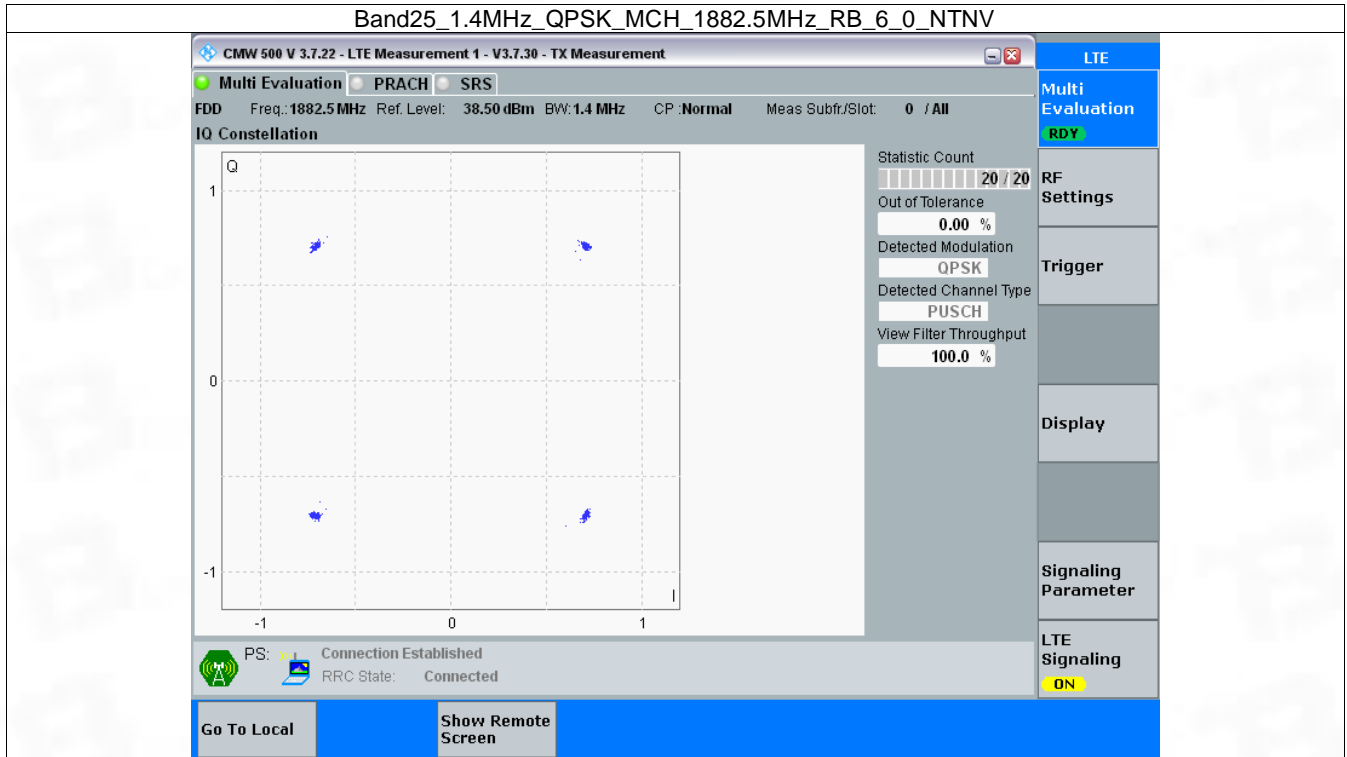 Band25_1.4MHz_QPSK_MCH_1882.5MHz_RB_6_0_NTNV
CMW 500 V 3.7.22 - LTE Measurement 1 - V3.7.30 - TX Measurement
Multi Evaluation PRACH SRS
FDD Freq.: 1882.5 MHz Ref. Level: 38.50 dBm BW: 1.4 MHz CP :Normal Meas Subfr./Slot: 0 / All
IQ Constellation
Q
1
0
-1
I
-1 0 1
Statistic Count
20 / 20
Out of Tolerance
0.00 %
Detected Modulation
QPSK
Detected Channel Type
PUSCH
View Filter Throughput
100.0 %
PS: Connection Established
RRC State: Connected
LTE
Multi
Evaluation
RDY
RF
Settings
Trigger
Display
Signaling
Parameter
LTE
Signaling
ON
Go To Local
Show Remote
Screen